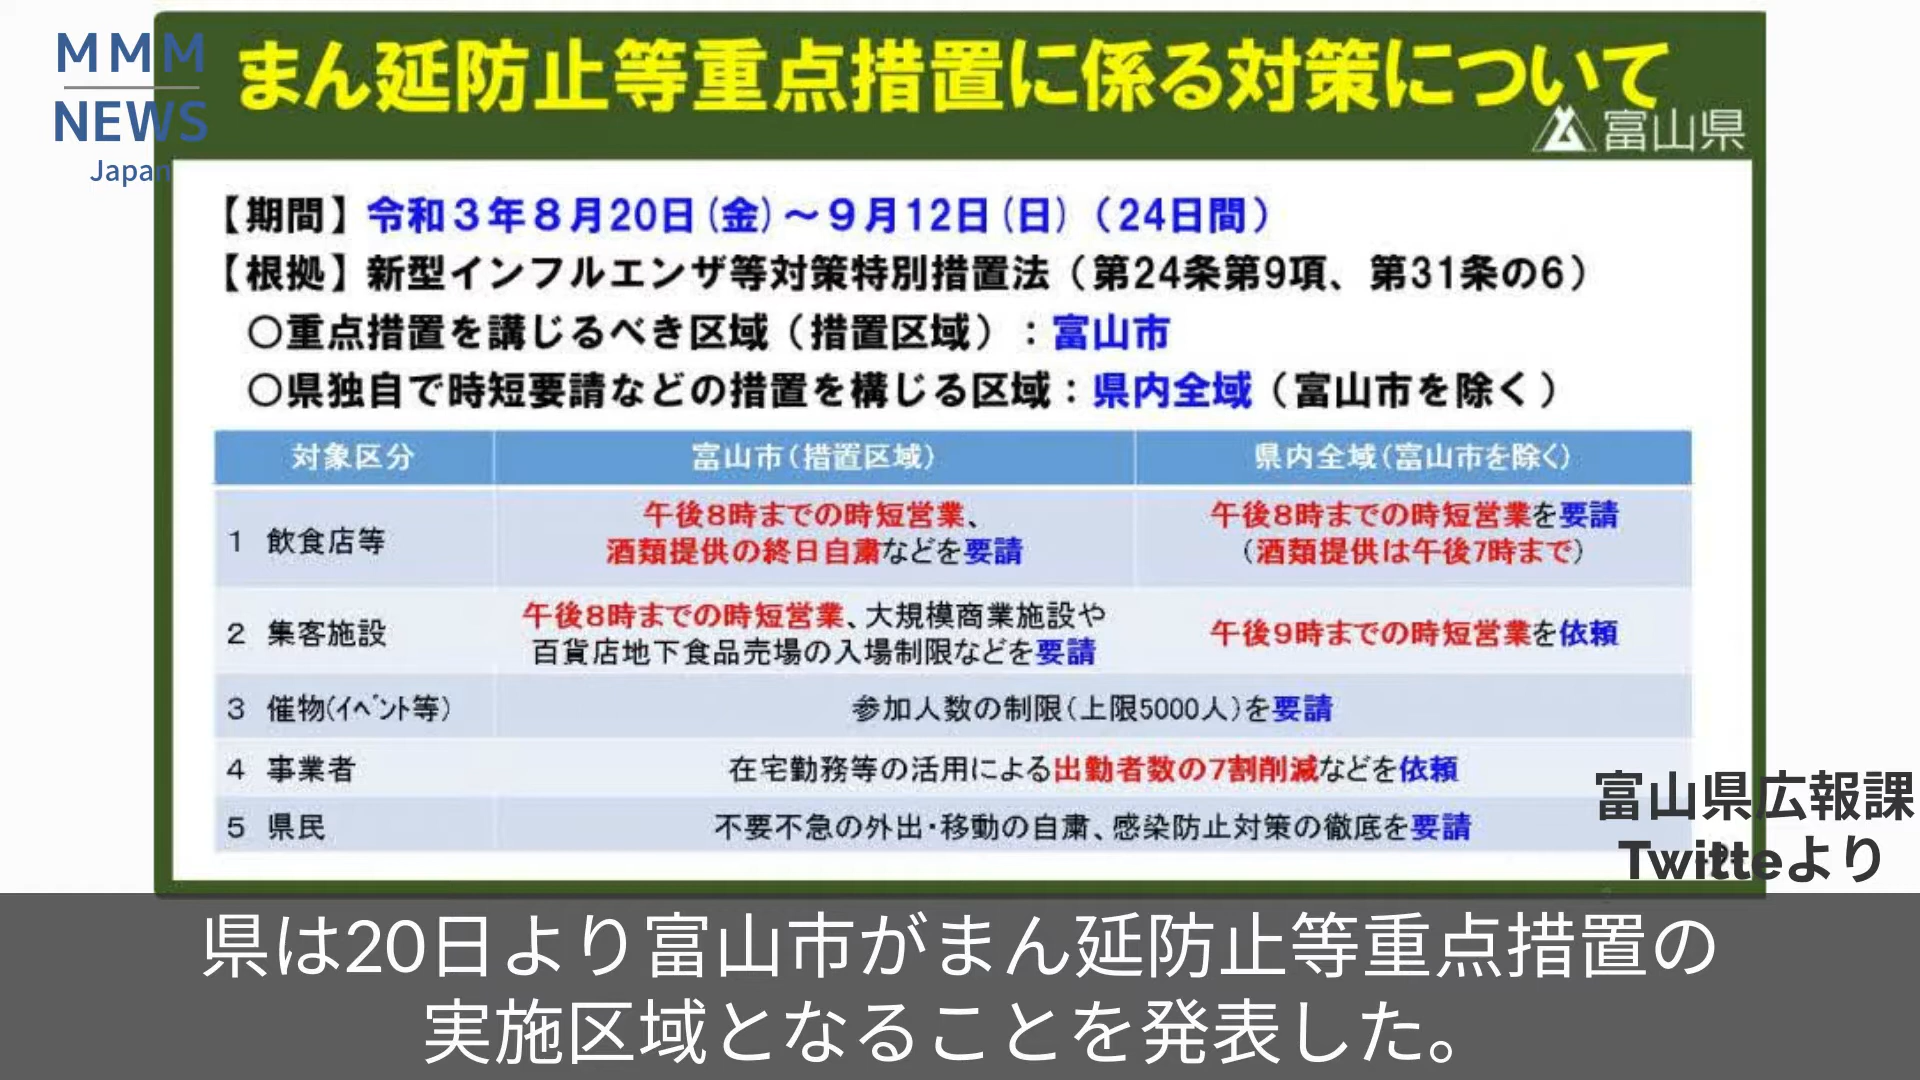 MMM
NEWS
Japan
まん延防止等重点措置に係る対策について
富山県
【期間】令和3年8月20日(金)～9月12日(日)（24日間）
【根拠】新型インフルエンザ等対策特別措置法（第24条第9項、第31条の6）
〇重点措置を講じるべき区域（措置区域）：富山市
〇県独自で時短要請などの措置を構じる区域：県内全域（富山市を除く）
対象区分 富山市(措置区域) 県内全域(富山市を除く)
1 飲食店等
午後8時までの時短営業、
酒類提供の終日自粛などを要請
午後8時までの時短営業を要請
(酒類提供は午後7時まで)
2 集客施設
午後8時までの時短営業、大規模商業施設や
百貨店地下食品売場の入場制限などを要請
午後9時までの時短営業を依頼
3 催物(ｲﾍﾞﾝﾄ等) 参加人数の制限(上限5000人)を要請
4 事業者 在宅勤務等の活用による出勤者数の7割削減などを依頼
5 県民 不要不急の外出･移動の自粛、感染防止対策の徹底を要請
富山県広報課
Twitteより
県は20日より富山市がまん延防止等重点措置の
実施区域となることを発表した。